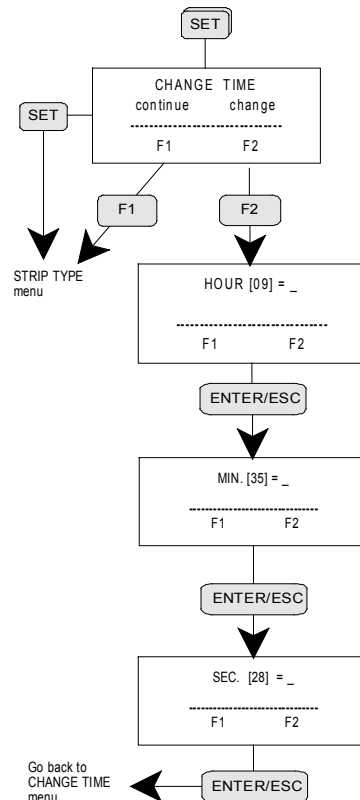 SET
CHANGE TIME
continue change
SET
F1 F2
F1 F2
STRIP TYPE
menu
HOUR [09] = _
F1 F2
ENTER/ESC
MIN. [35] = _
F1 F2
ENTER/ESC
SEC. [28] = _
F1 F2
Go back to
CHANGE TIME
menu
ENTER/ESC